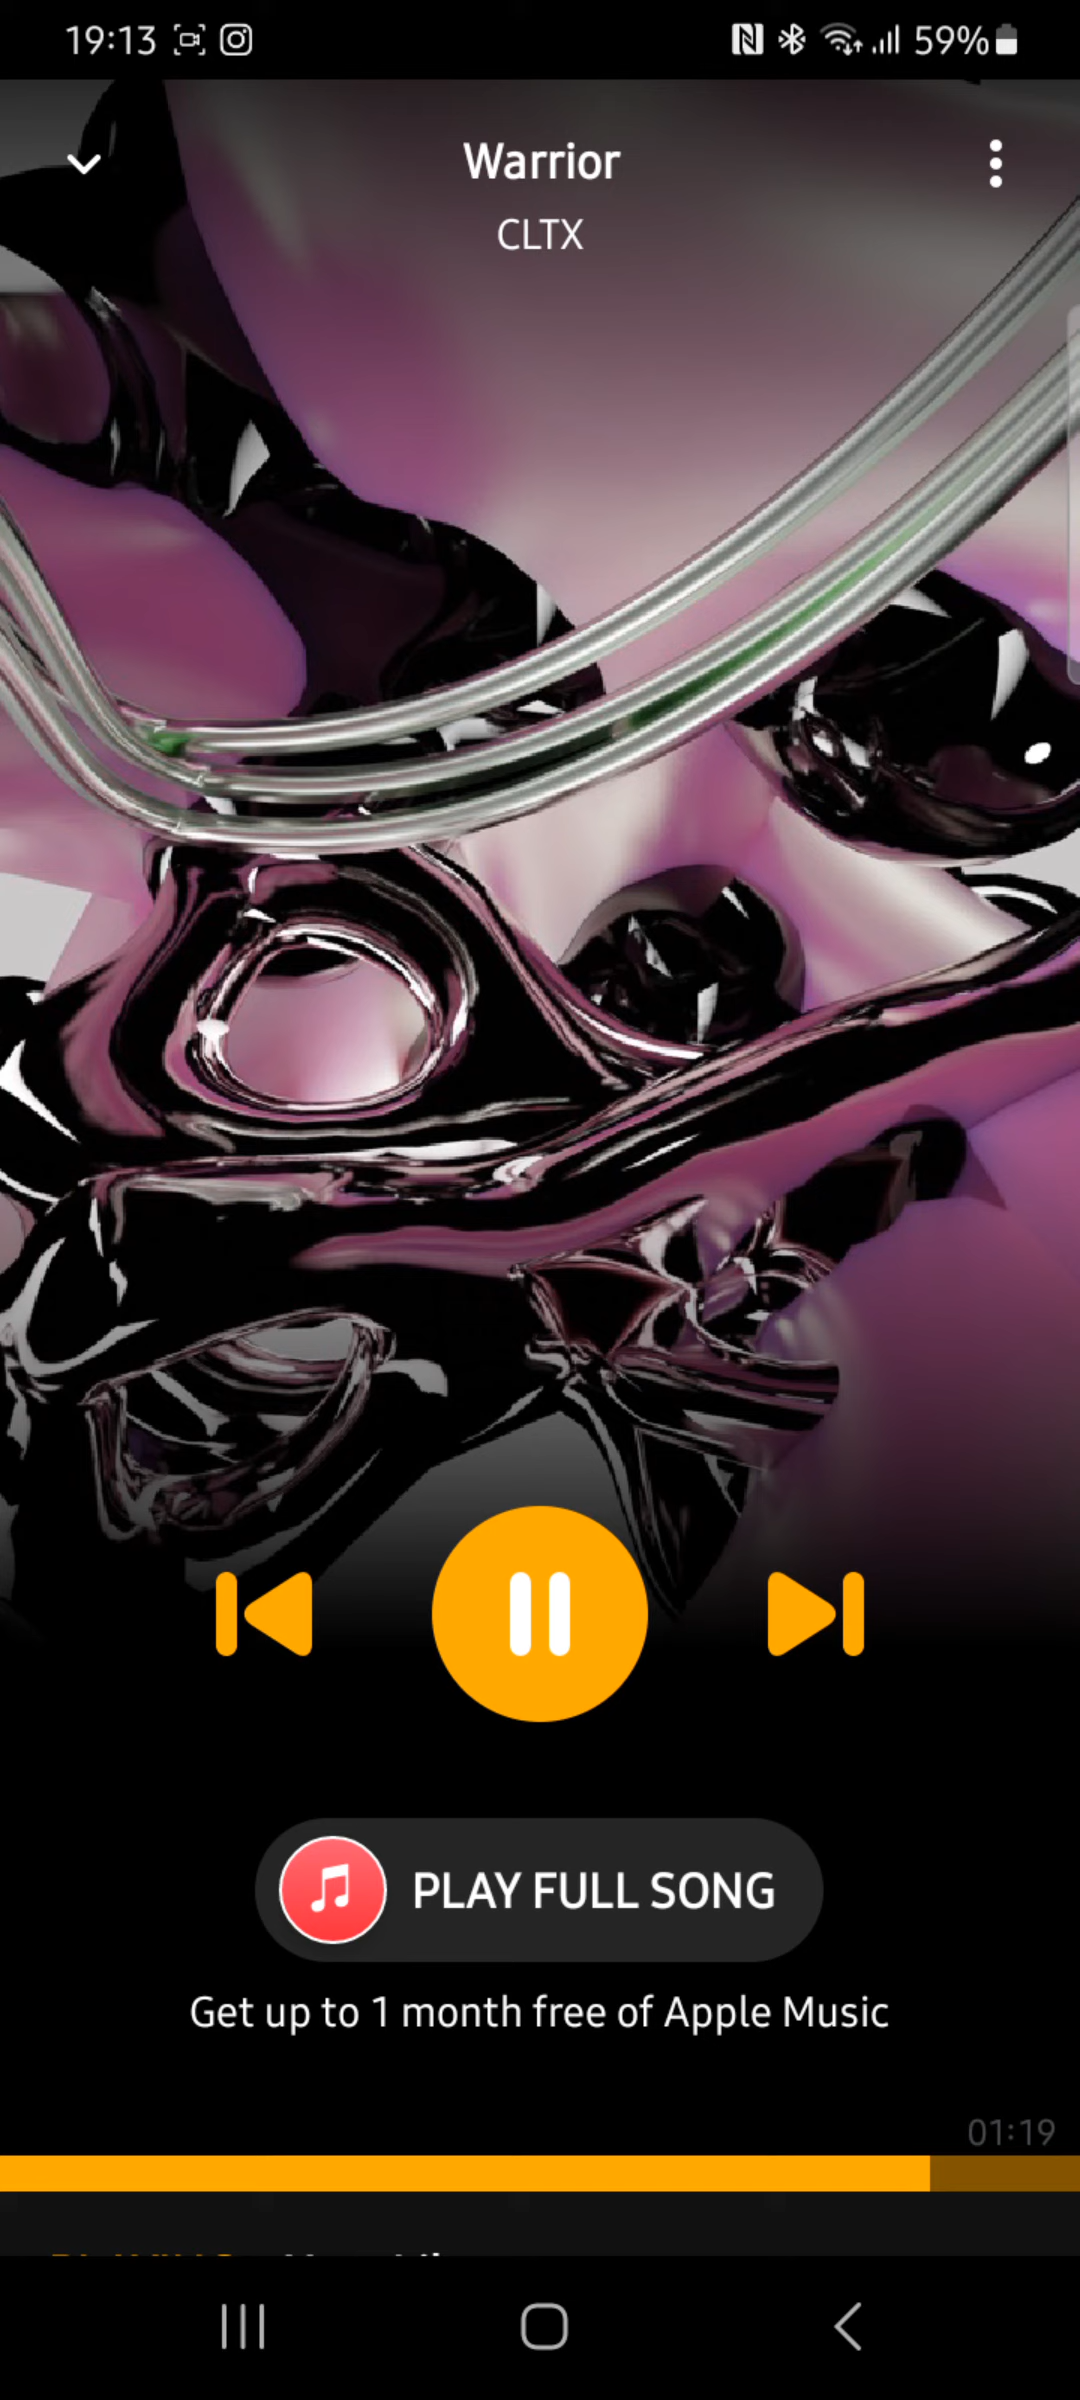 19:13 59%
Warrior
CLTX
PLAY FULL SONG
Get up to 1 month free of Apple Music
01:19